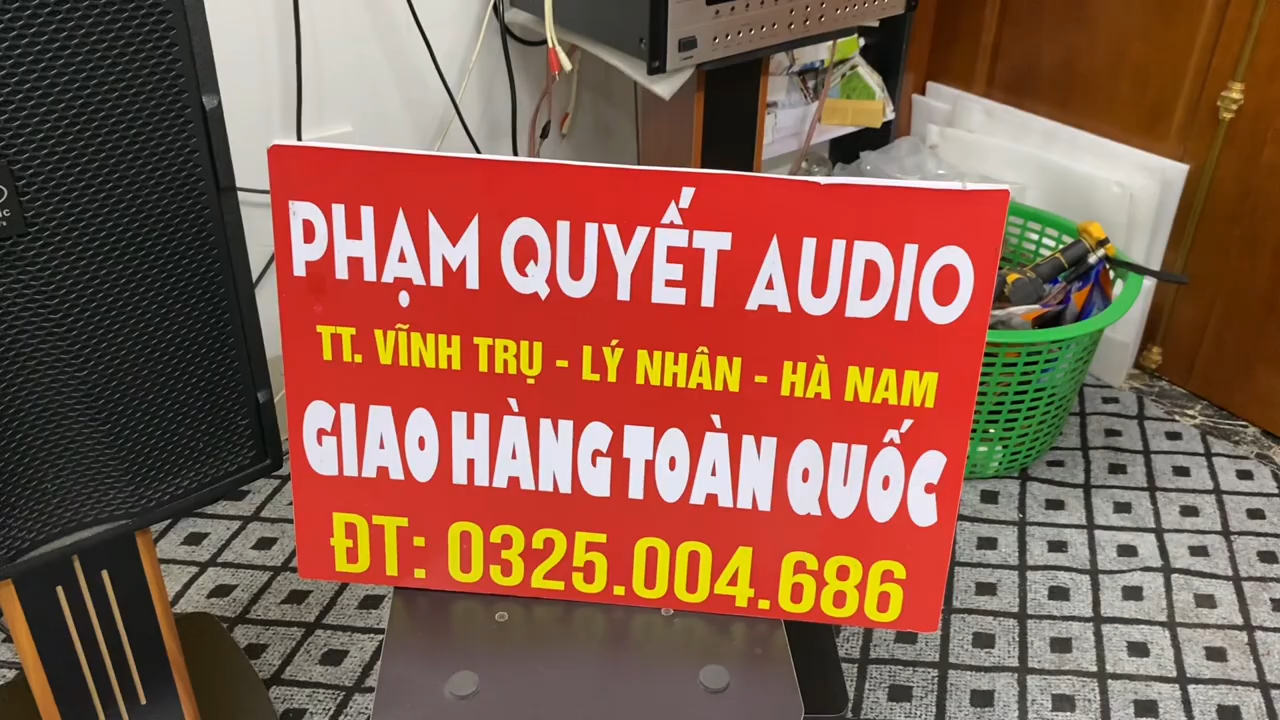 PHẠM QUYẾT AUDIO
TT. VĨNH TRỤ - LÝ NHÂN - HÀ NAM
GIAO HÀNG TOÀN QUỐC
ĐT: 0325.004.686